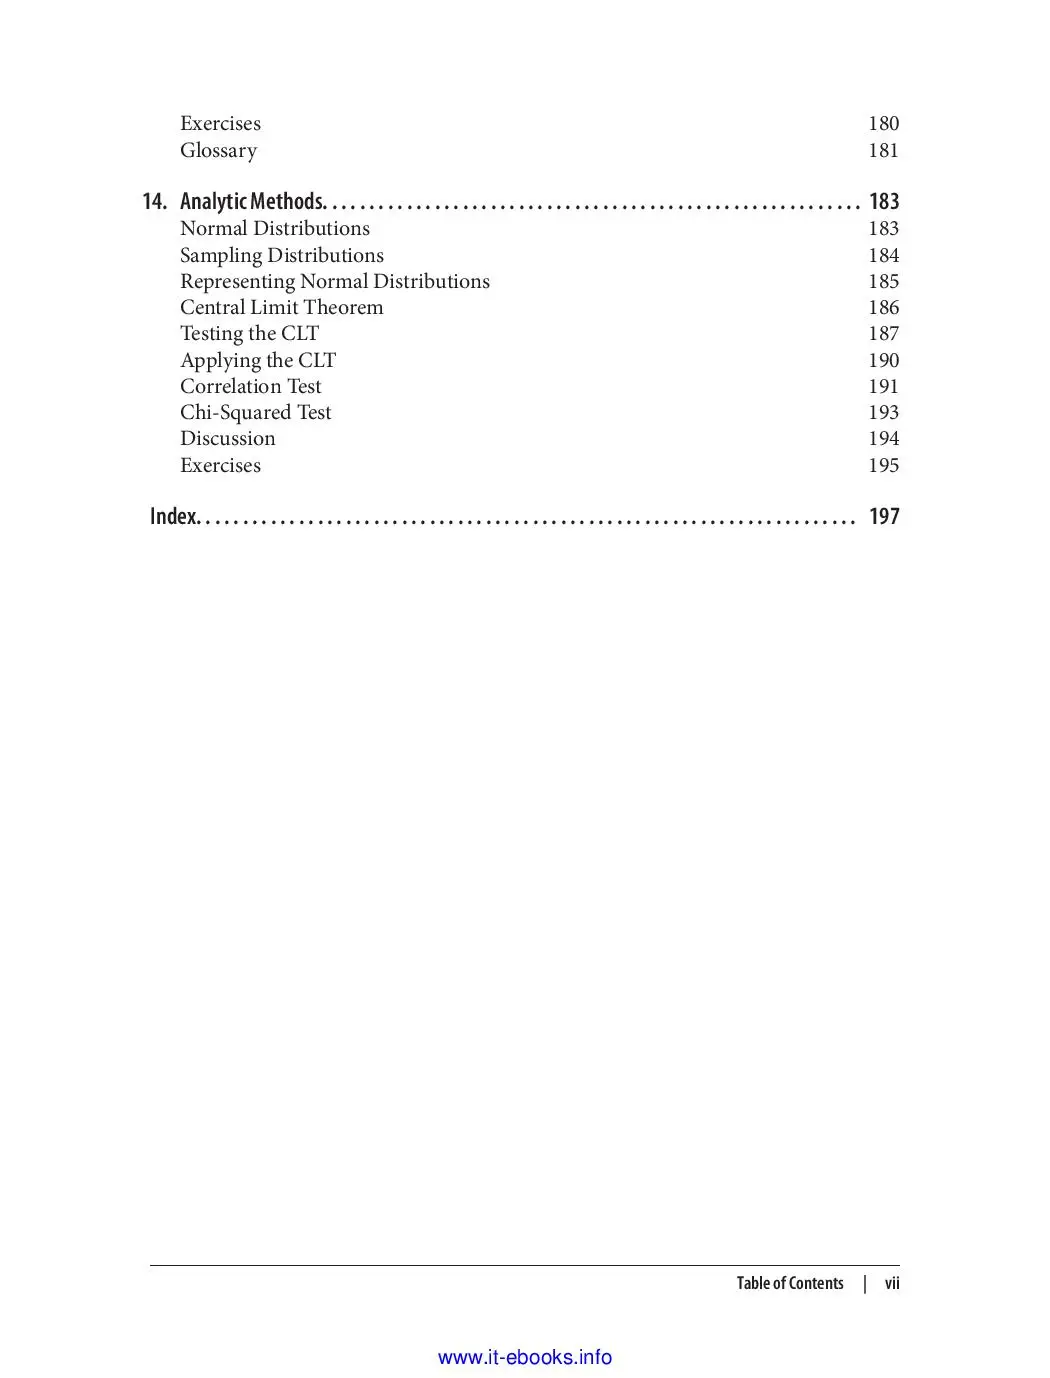 Exercises 180
Glossary 181
14. Analytic Methods. . . . . . . . . . . . . . . . . . . . . . . . . . . . . . . . . . . . . . . . . . . . . . . . . . . . . . . . . . 183
Normal Distributions 183
Sampling Distributions 184
Representing Normal Distributions 185
Central Limit Theorem 186
Testing the CLT 187
Applying the CLT 190
Correlation Test 191
Chi-Squared Test 193
Discussion 194
Exercises 195
Index. . . . . . . . . . . . . . . . . . . . . . . . . . . . . . . . . . . . . . . . . . . . . . . . . . . . . . . . . . . . . . . . . . . . . . 197
Table of Contents | vii
www.it-ebooks.info